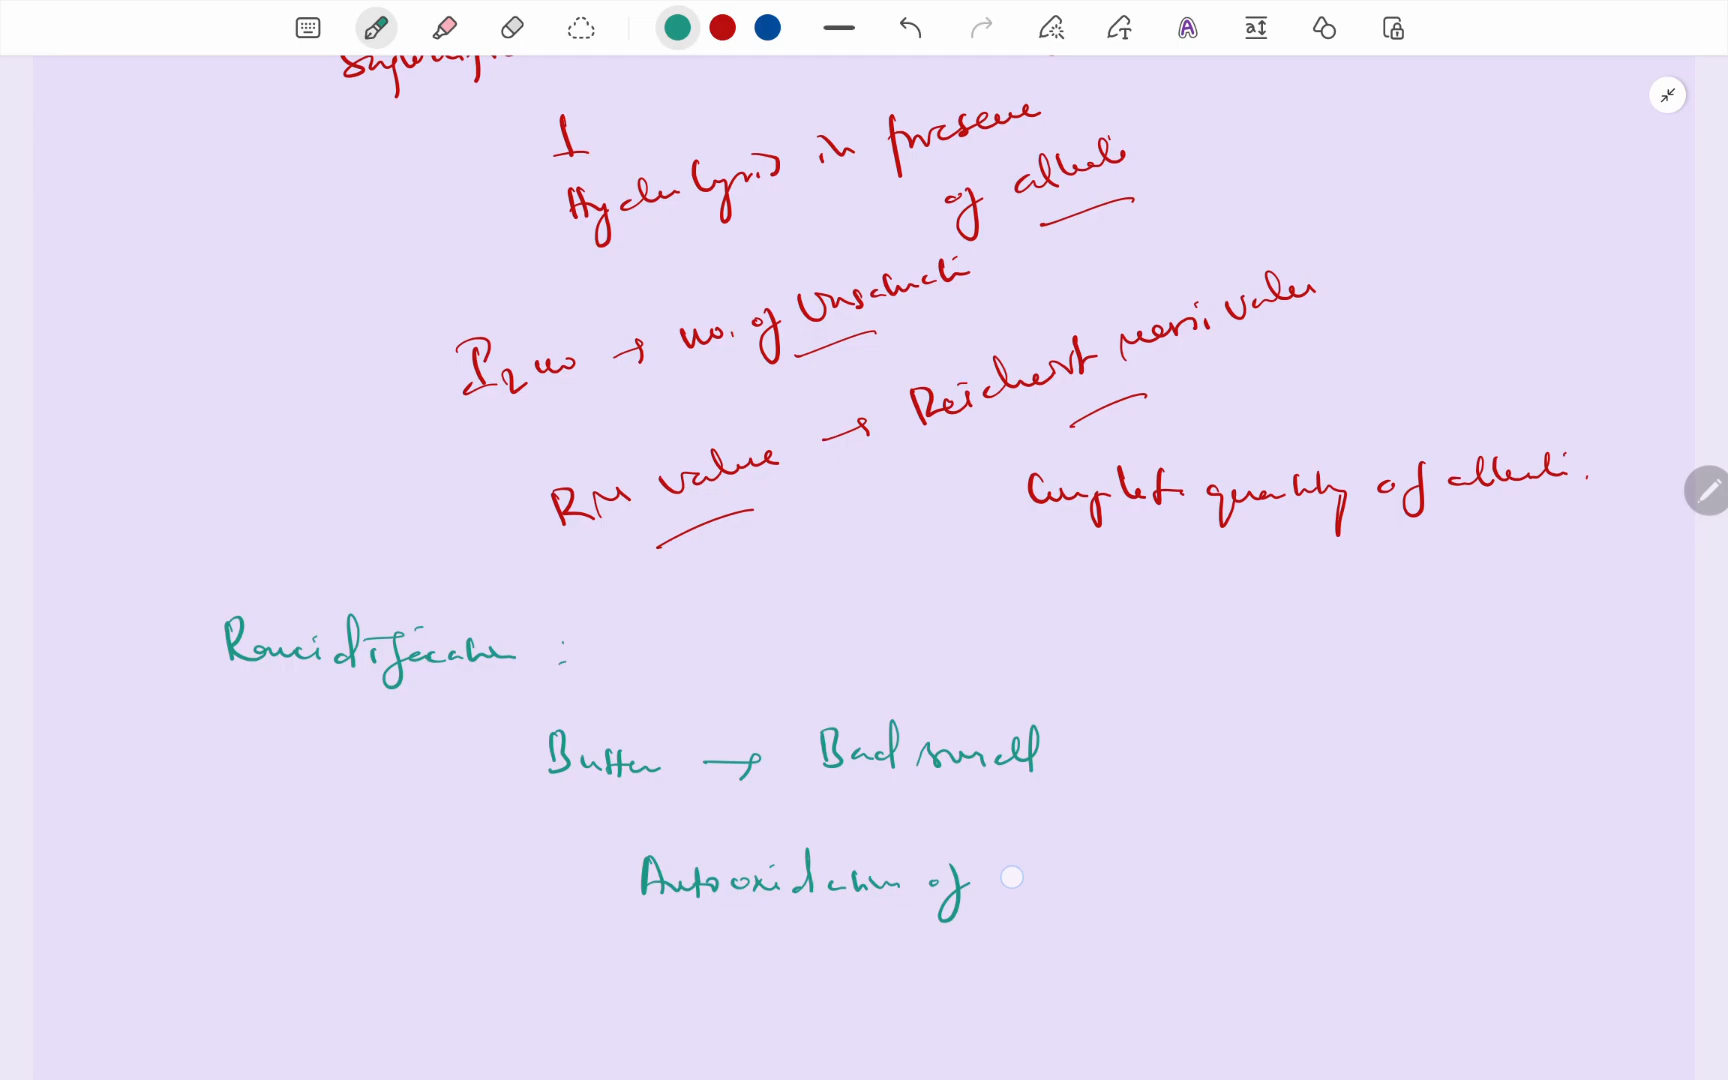 I
Hydrolysis in presence
of alkali
I2 no → no. of Unsaturati
RM value → Reichert meissl value
Complete quantity of alkali.
Rancidification :
Butter → Bad smell
Autooxidation of